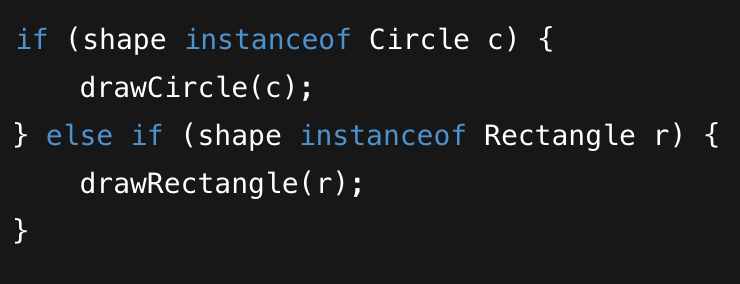 if (shape instanceof Circle c) {
    drawCircle(c);
} else if (shape instanceof Rectangle r) {
    drawRectangle(r);
}